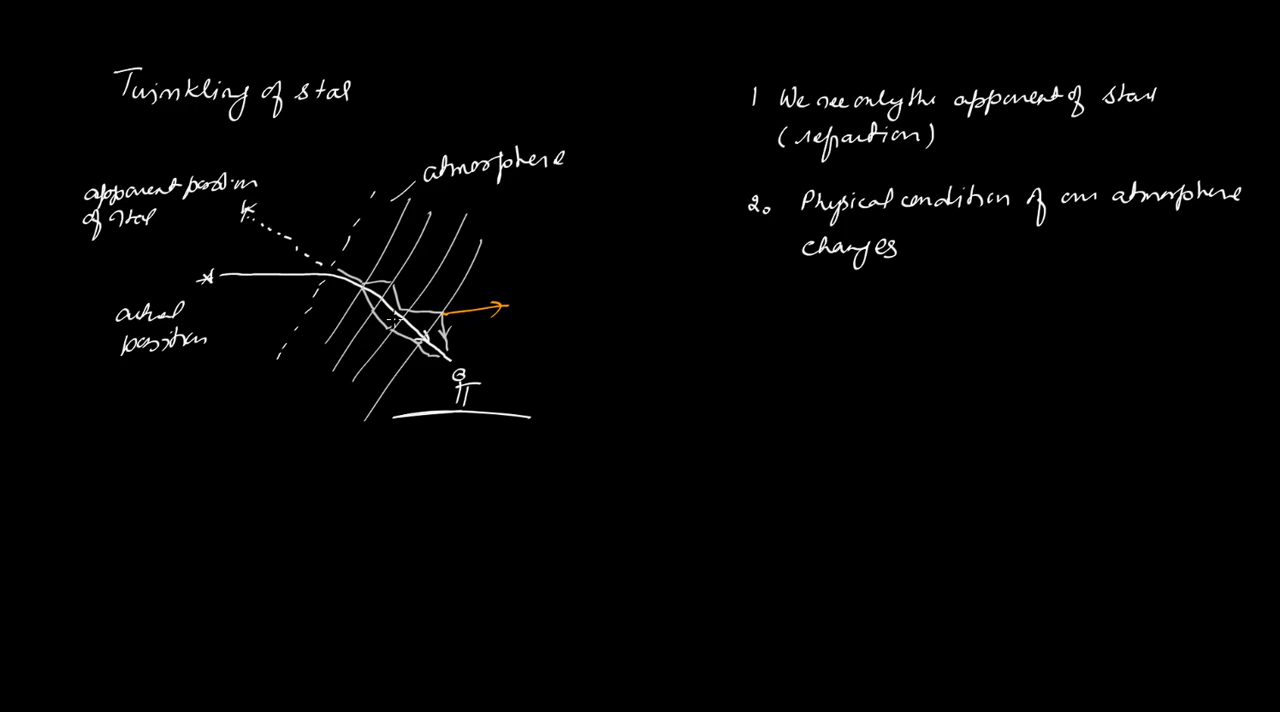 Twinkling of star
atmosphere
apparent position
of star
actual
position
1 We see only the apparent of star
(refraction)
2. Physical condition of our atmosphere
changes